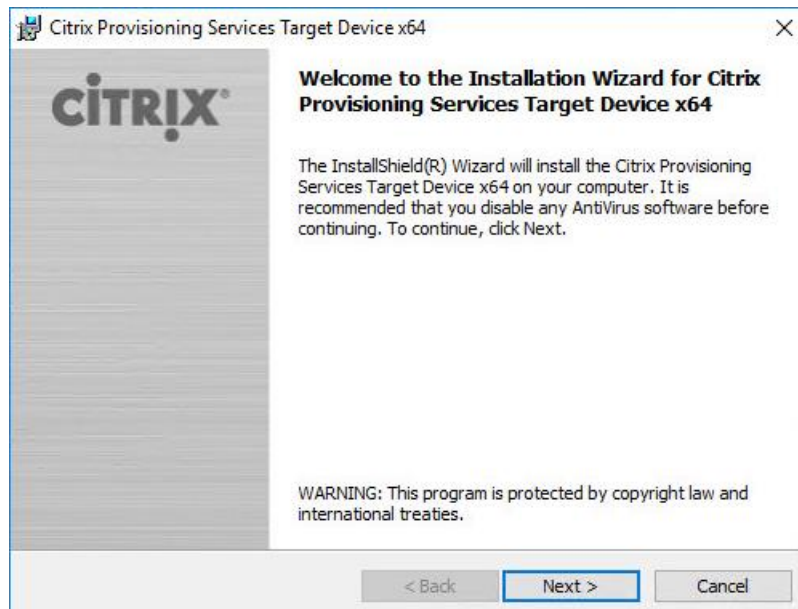 Citrix Provisioning Services Target Device x64
CİTRIX®
Welcome to the Installation Wizard for Citrix
Provisioning Services Target Device x64
The InstallShield(R) Wizard will install the Citrix Provisioning
Services Target Device x64 on your computer. It is
recommended that you disable any AntiVirus software before
continuing. To continue, click Next.
WARNING: This program is protected by copyright law and
international treaties.
< Back
Next >
Cancel